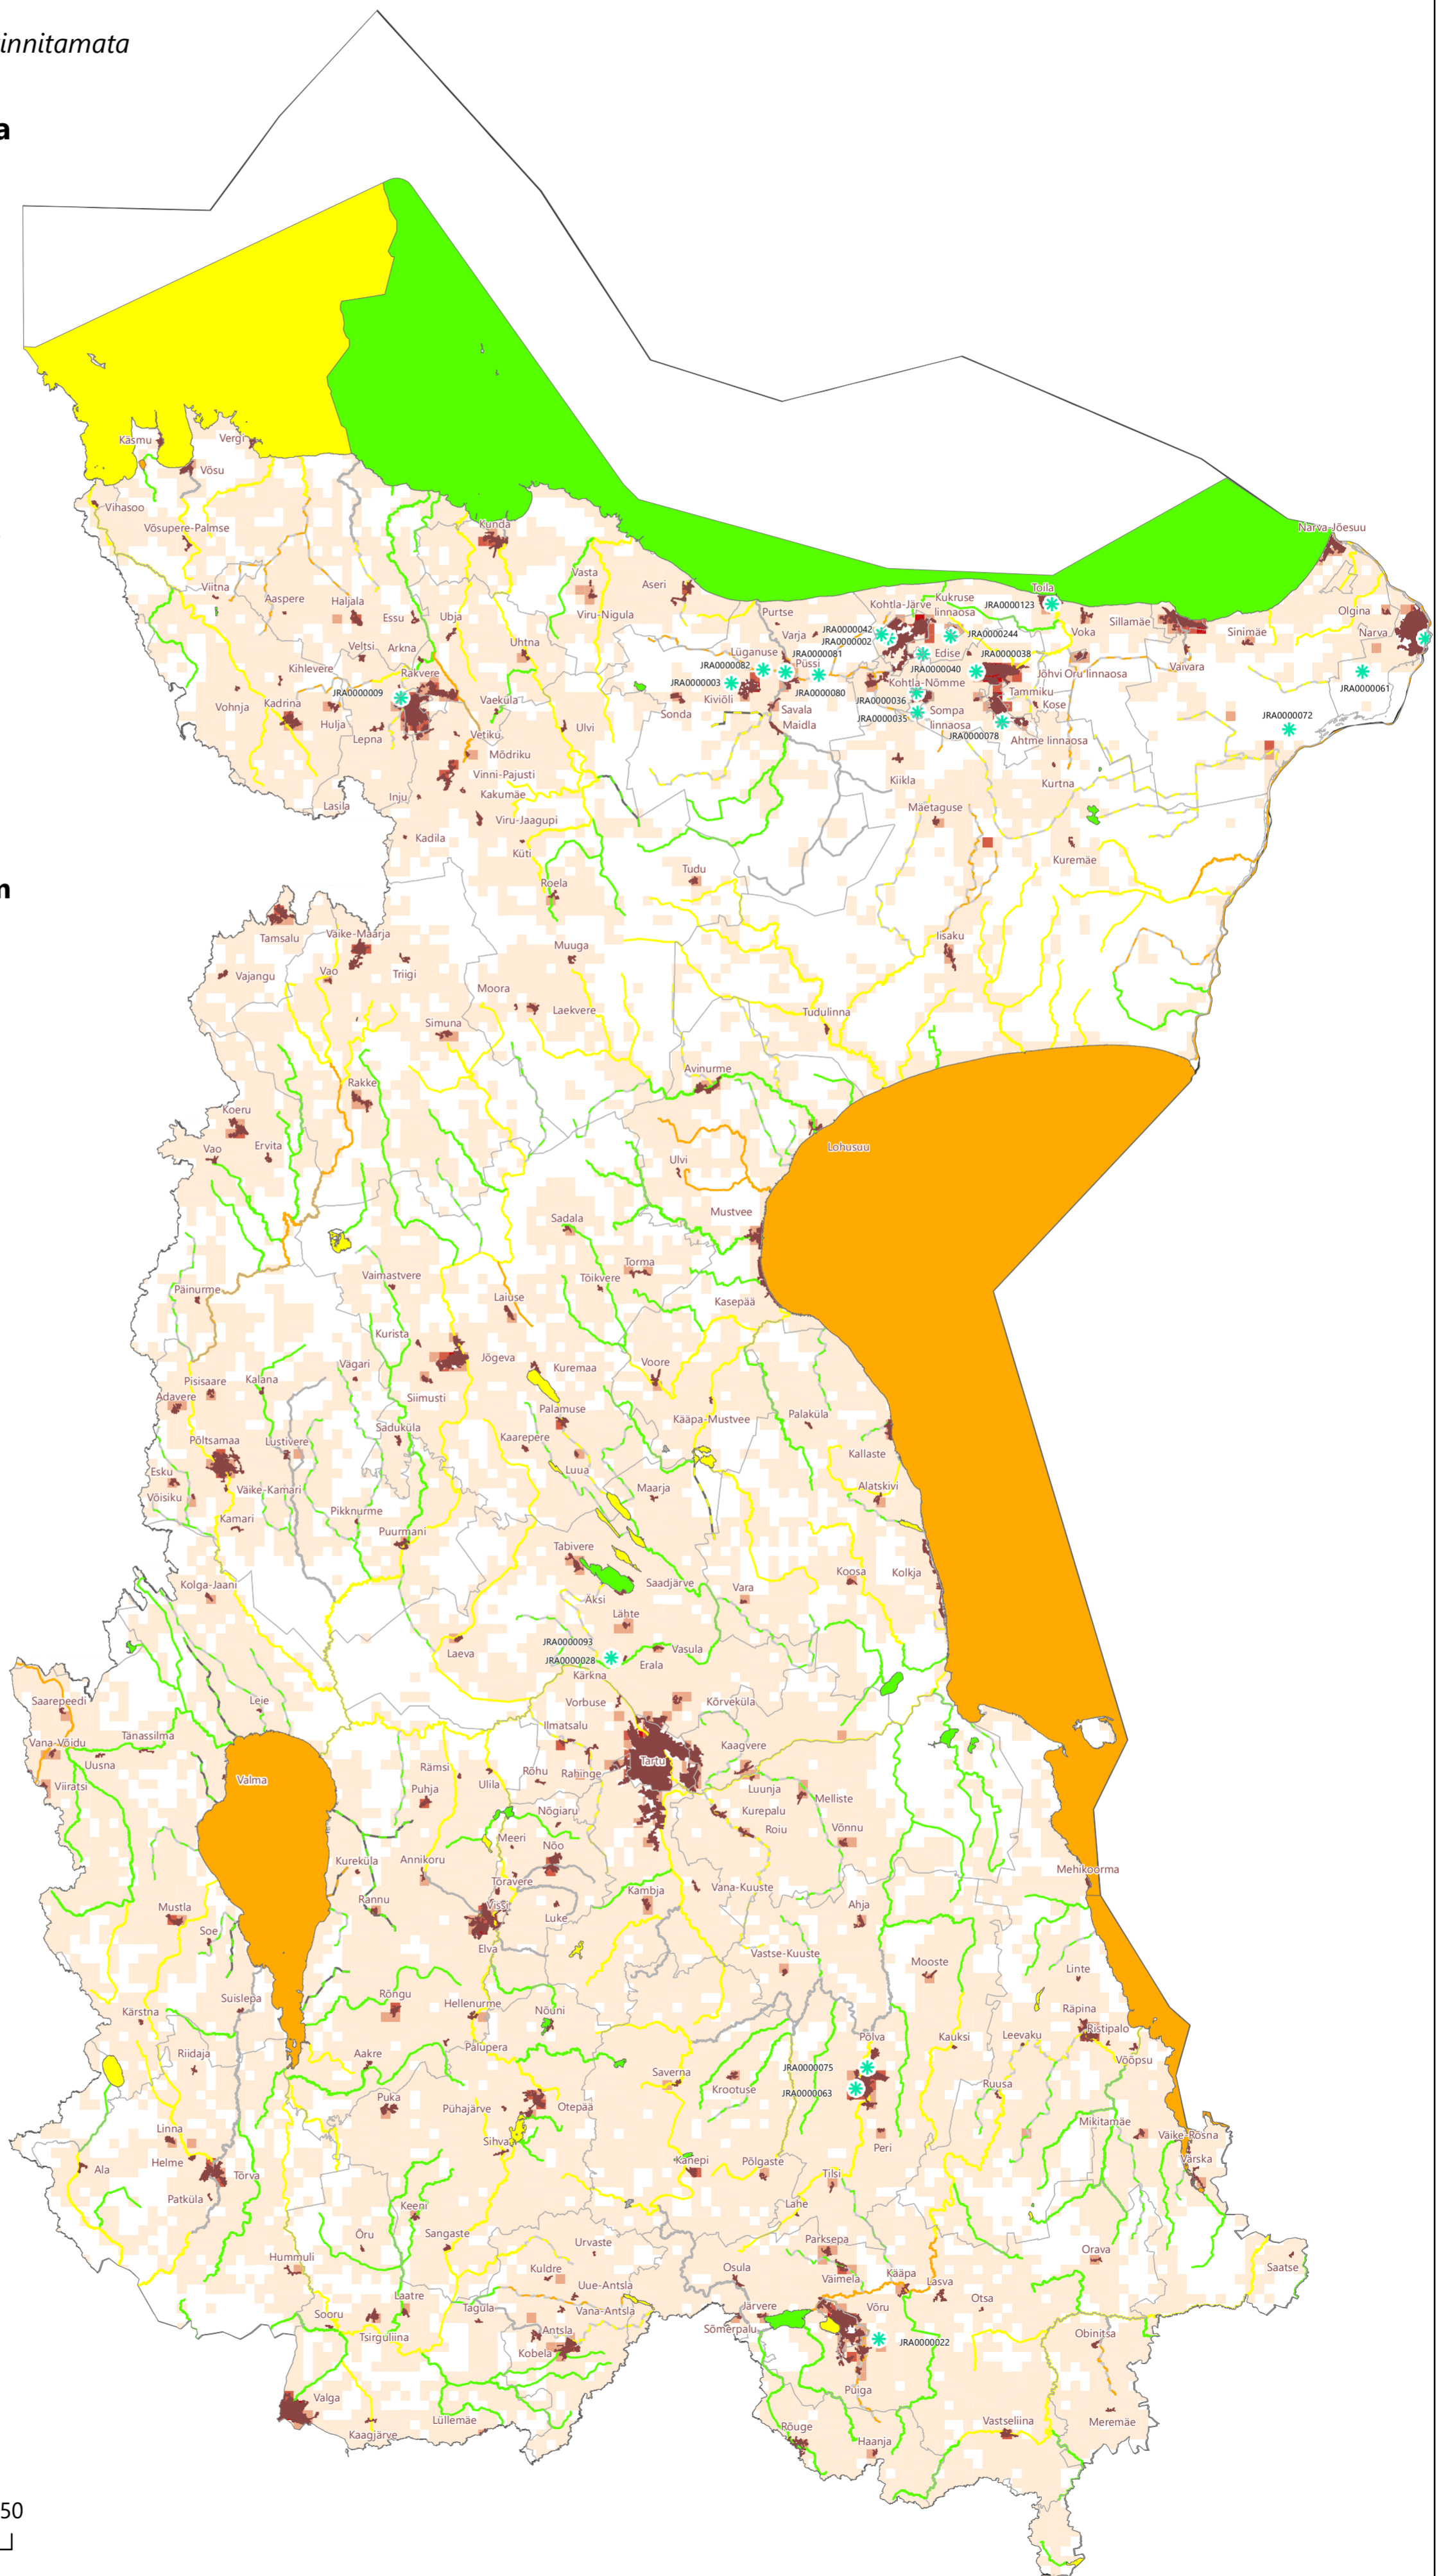 innitamata
a
Käsmu
Vergi
Võsu
Vihasoo
Võsupere-Palmse
Kunda
Narva-Jõesuu
Viitna
Aaspere
Haljala
Essu
Ubja
Vasta
Aseri
Viru-Nigula
Purtse
Varja
Kohtla-Järve
linnaosa
Kukruse
Toila
JRA0000123
Voka
Sillamäe
Sinimäe
Olgina
Narva
JRA0000042
JRA0000002
JRA0000244
Veltsi
Arkna
Uhtna
Lüganuse
JRA0000081
Püssi
Edise
JRA0000038
Vaivara
Kihlevere
Rakvere
JRA0000082
JRA0000040
Jõhvi
Oru linnaosa
JRA0000061
JRA0000009
JRA0000003
JRA0000080
Kohtla-Nõmme
Tammiku
Vohnja
Kadrina
Vaeküla
Kiviõli
JRA0000036
Kose
Hulja
Sonda
Savala
JRA0000035
Sompa
linnaosa
JRA0000072
Lepna
Vetiku
Ulvi
Maidla
JRA0000078
Ahtme linnaosa
Mõdriku
Vinni-Pajusti
Kiikla
Kurtna
Inju
Kakumäe
Lasila
Viru-Jaagupi
Mäetaguse
Kadila
Küti
Kuremäe
n
Roela
Tudu
Tamsalu
Väike-Maarja
Muuga
Iisaku
Vajangu
Vao
Triigi
Moora
Laekvere
Tudulinna
Simuna
Avinurme
Rakke
Koeru
Ervita
Vao
Ulvi
Lohusuu
Sadala
Mustvee
Torma
Tõikvere
Päinurme
Vaimastvere
Laiuse
Kasepää
Kurista
Jõgeva
Vägari
Kuremaa
Voore
Pisisaare
Kalana
Siimusti
Adavere
Palamuse
Kääpa-Mustvee
Palaküla
Saduküla
Kaarepere
Põltsamaa
Lustivere
Kallaste
Esku
Luua
Võisiku
Väike-Kamari
Maarja
Alatskivi
Kamari
Pikknurme
Puurmani
Tabivere
Kolga-Jaani
Saadjärve
Vara
Koosa
Kolkja
Äksi
Lähte
JRA0000093
Laeva
Vasula
JRA0000028
Erala
Kärkna
Saarepeedi
Leie
Vorbuse
Kõrveküla
Ilmatsalu
Vana-Võidu
Tänassilma
Kaagvere
Uusna
Rämsi
Tartu
Viiratsi
Valma
Puhja
Ulila
Rõhu
Rahinge
Luunja
Melliste
Nõgiaru
Kurepalu
Roiu
Võnnu
Meeri
Nõo
Kureküla
Annikoru
Mehikoorma
Tõravere
Rannu
Kambja
Vana-Kuuste
Mustla
Vissi
Ahja
Soe
Luke
Elva
Vastse-Kuuste
Mooste
Linte
Suislepa
Rõngu
Hellenurme
Nõuni
Räpina
Kärstna
Ristipalo
Põlva
Kauksi
Leevaku
Palupera
Riidaja
Aakre
JRA0000075
Võõpsu
Saverna
Krootuse
JRA0000063
Ruusa
Puka
Pühajärve
Otepää
Mikitamäe
Linna
Väike-Rõsna
Sihva
Peri
Helme
Kanepi
Põlgaste
Värska
Ala
Tõrva
Tilsi
Patküla
Lahe
Keeni
Õru
Sangaste
Parksepa
Urvaste
Orava
Hummuli
Kuldre
Osula
Väimela
Kääpa
Saatse
Uue-Antsla
Lasva
Laatre
Otsa
Vana-Antsla
Järvere
Võru
Sooru
Tagula
Sõmerpalu
Tsirguliina
Antsla
Obinitsa
JRA0000022
Kobela
Puiga
Valga
Lüllemäe
Rõuge
Vastseliina
Meremäe
Kaagjärve
Haanja
50